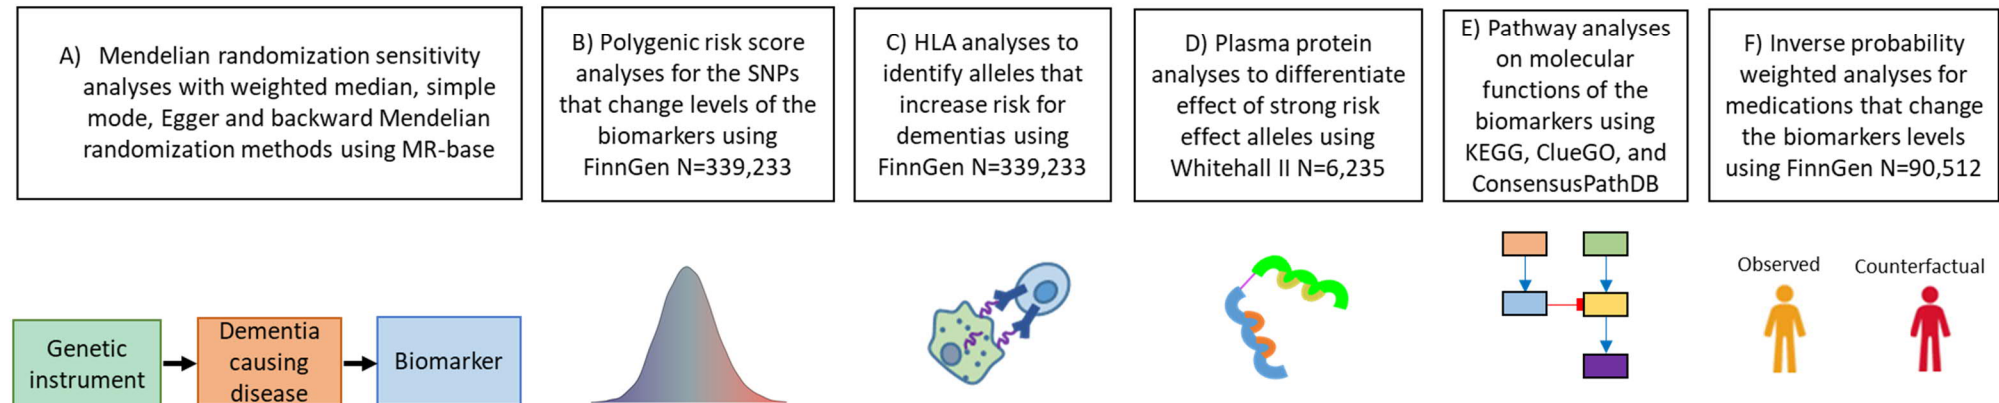 A) Mendelian randomization sensitivity
analyses with weighted median, simple
mode, Egger and backward Mendelian
randomization methods using MR-base
B) Polygenic risk score
analyses for the SNPs
that change levels of the
biomarkers using
FinnGen N=339,233
C) HLA analyses to
identify alleles that
increase risk for
dementias using
FinnGen N=339,233
D) Plasma protein
analyses to differentiate
effect of strong risk
effect alleles using
Whitehall II N=6,235
E) Pathway analyses
on molecular
functions of the
biomarkers using
KEGG, ClueGO, and
ConsensusPathDB
F) Inverse probability
weighted analyses for
medications that change
the biomarkers levels
using FinnGen N=90,512
Genetic
instrument
Dementia
causing
disease
Biomarker
Observed
Counterfactual